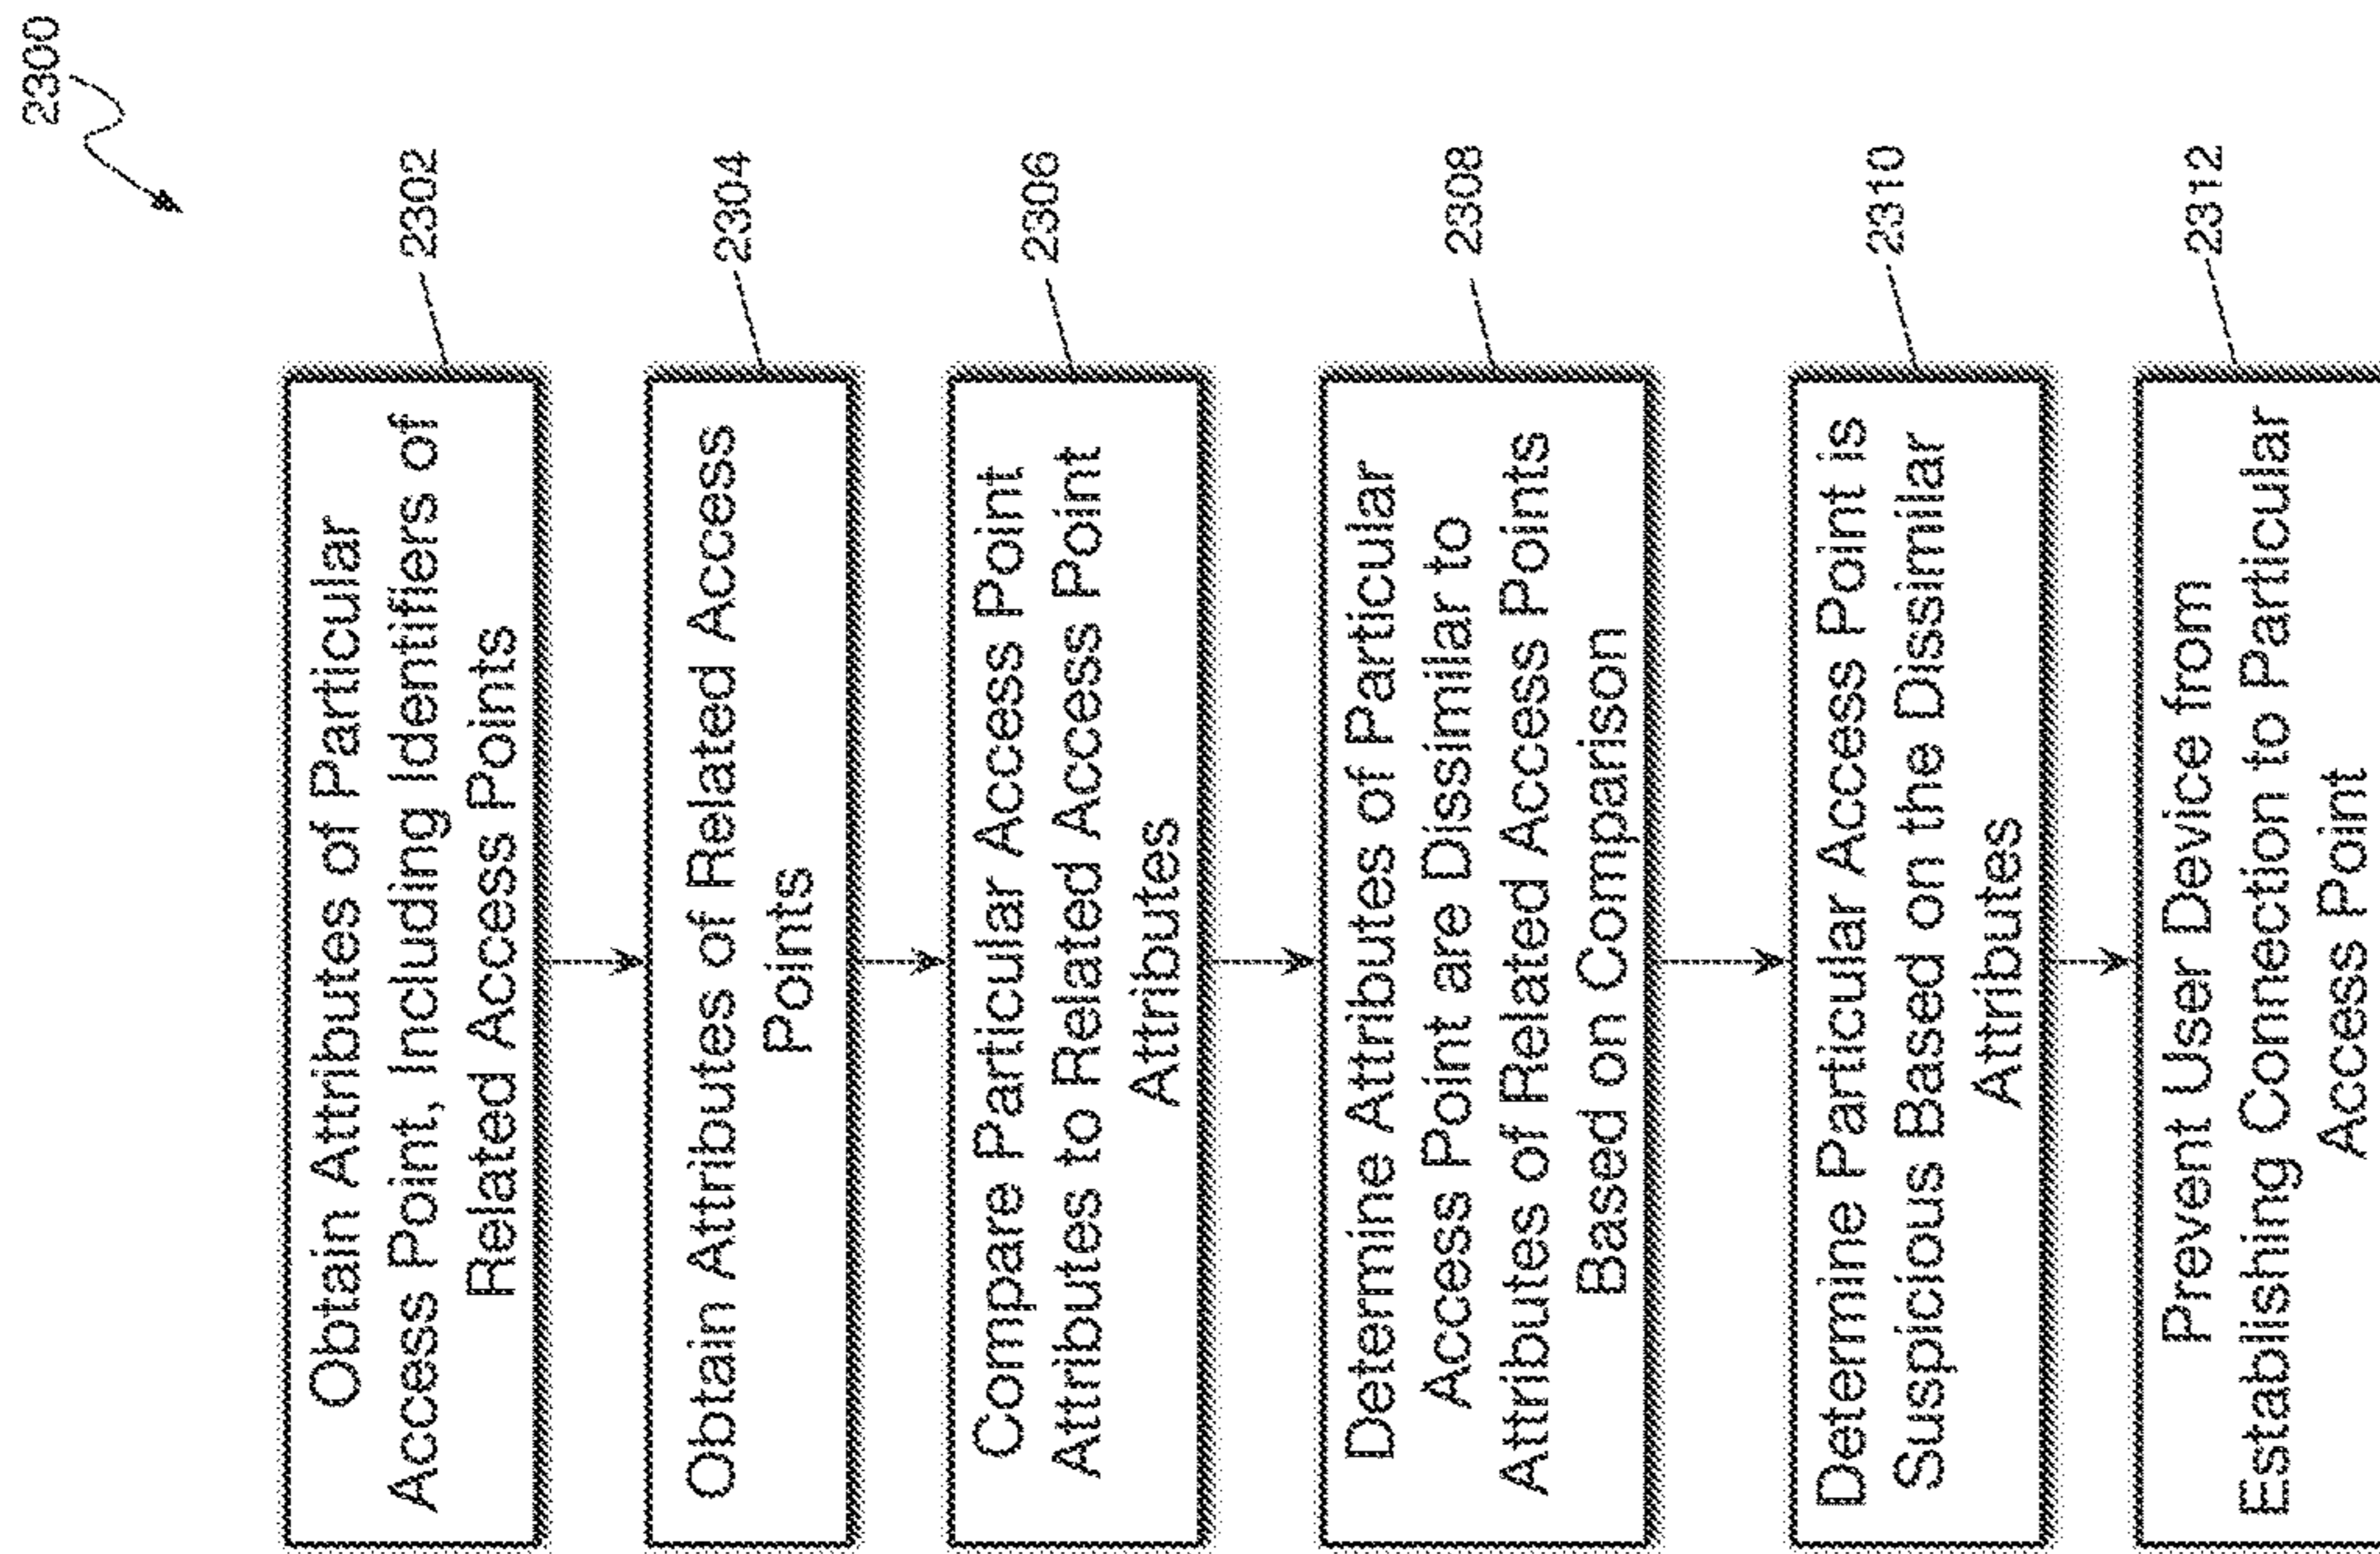 2300
Obtain Attributes of Particular
Access Point, Including Identifiers of
Related Access Points
2302
Obtain Attributes of Related Access
Points
2304
Compare Particular Access Point
Attributes to Related Access Point
Attributes
2306
Determine Attributes of Particular
Access Point are Dissimilar to
Attributes of Related Access Points
Based on Comparison
2308
Determine Particular Access Point is
Suspicious Based on the Dissimilar
Attributes
2310
Prevent User Device from
Establishing Connection to Particular
Access Point
2312